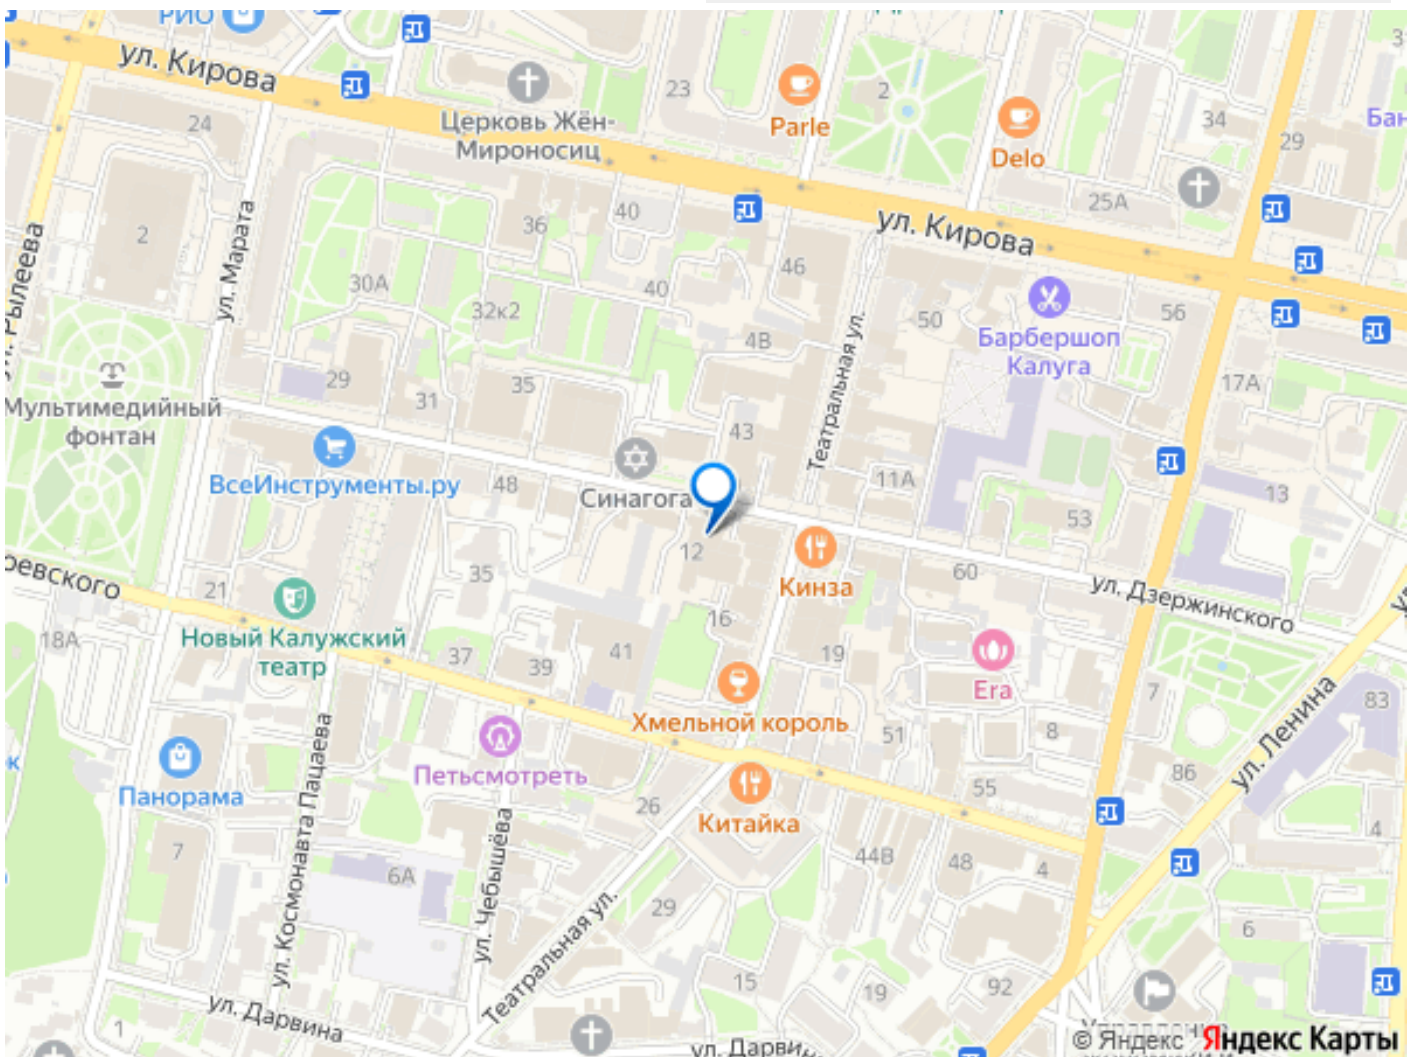 РИО
ул. Кирова
24
Церковь Жён-
Мироносиц
23
Parle
2
Delo
34
29
Бан
25А
ул. Рылеева
2
ул. Марата
36
40
ул. Кирова
30А
40
46
32к2
4В
50
Барбершоп
Калуга
56
Театральная ул.
29
31
35
17А
Мультимедийный
фонтан
43
ВсеИнструменты.ру
48
Синагога
11А
13
53
12
35
Кинза
60
ул. Дзержинского
21
Новый Калужский
театр
18А
16
37
39
41
19
Era
7
83
Хмельной король
51
8
ул. Ленина
Петьсмотреть
Панорама
86
55
26
Китайка
ул. Космонавта Пацаева
7
6А
ул. Чебышёва
44В
48
4
4
Театральная ул.
29
6
15
19
92
ул. Дарвина
1
© Яндекс Яндекс Карты